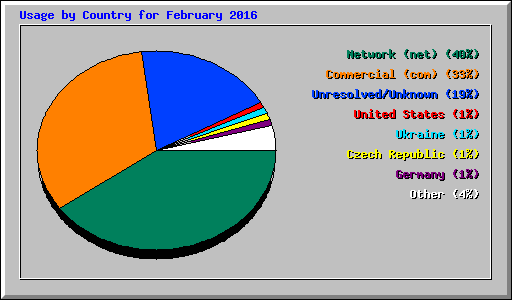 Usage by Country for February 2016
Network (net) (40%)
Commercial (com) (33%)
Unresolved/Unknown (19%)
United States (1%)
Ukraine (1%)
Czech Republic (1%)
Germany (1%)
Other (4%)